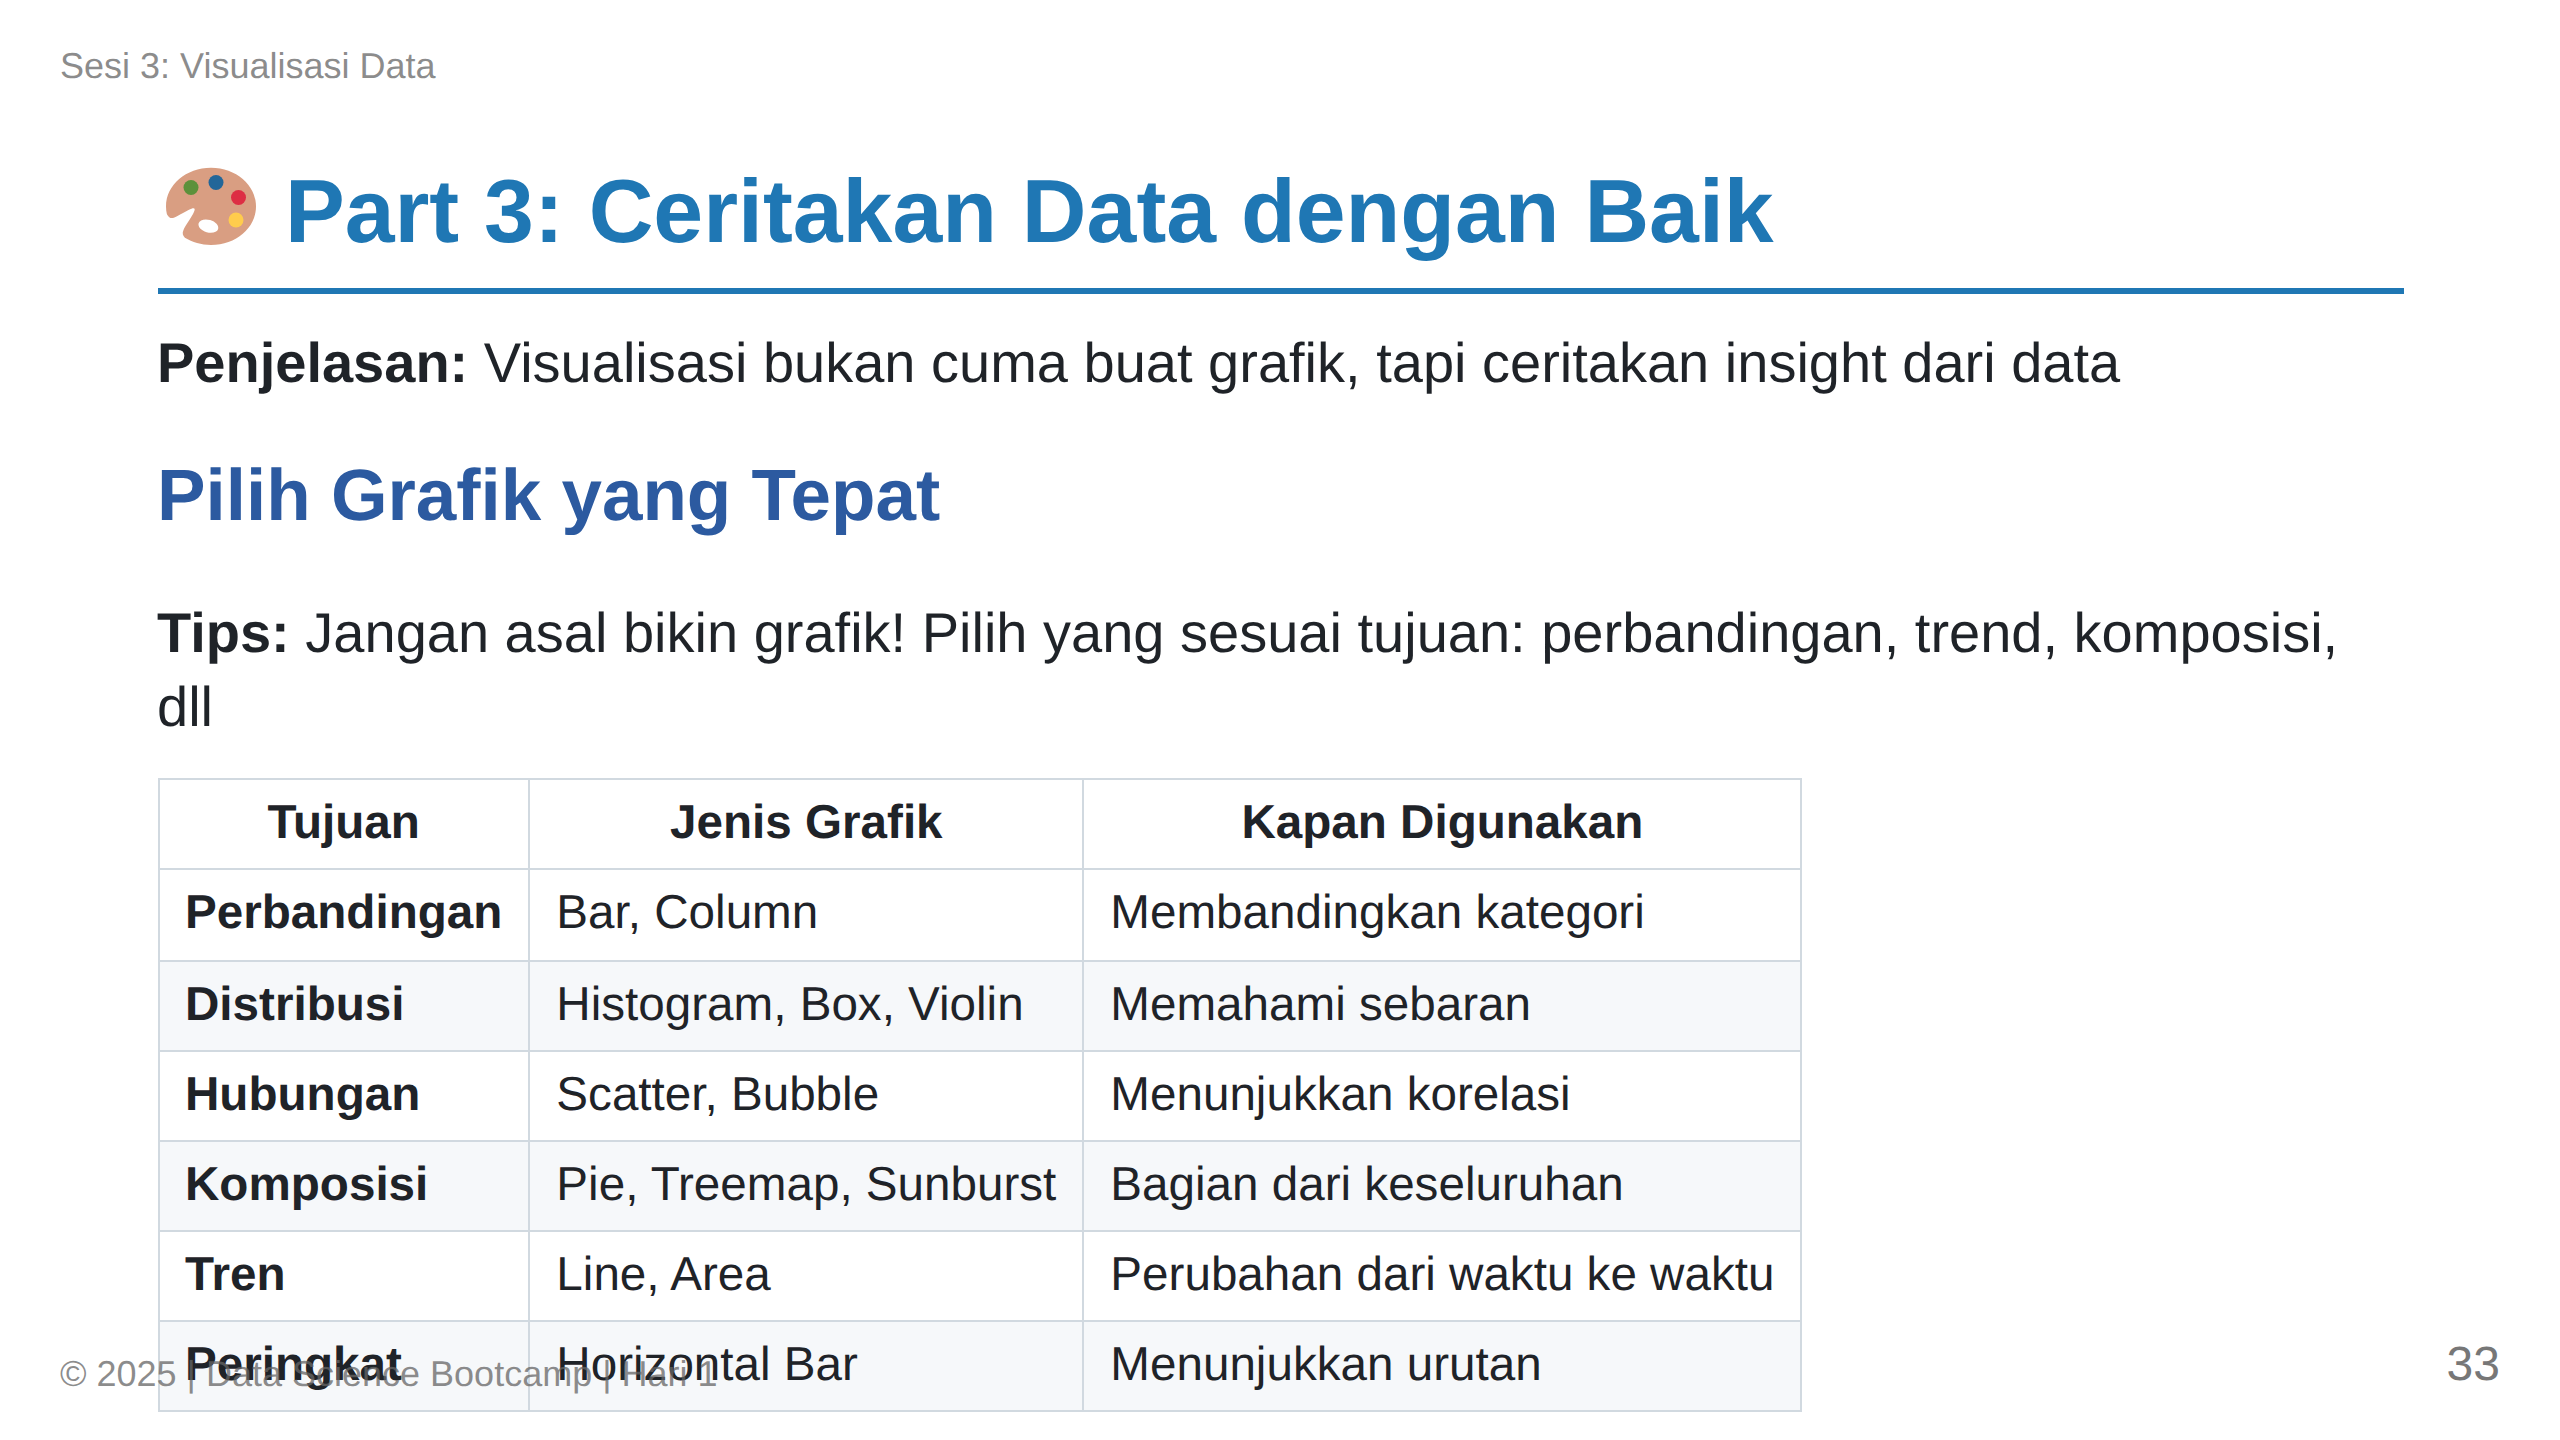 Sesi 3: Visualisasi Data
Part 3: Ceritakan Data dengan Baik
Penjelasan: Visualisasi bukan cuma buat grafik, tapi ceritakan insight dari data
Pilih Grafik yang Tepat
Tips: Jangan asal bikin grafik! Pilih yang sesuai tujuan: perbandingan, trend, komposisi,
dll
Tujuan Jenis Grafik Kapan Digunakan
Perbandingan Bar, Column Membandingkan kategori
Distribusi Histogram, Box, Violin Memahami sebaran
Hubungan Scatter, Bubble Menunjukkan korelasi
Komposisi Pie, Treemap, Sunburst Bagian dari keseluruhan
Tren Line, Area Perubahan dari waktu ke waktu
Peringkat Horizontal Bar Menunjukkan urutan
© 2025 | Data Science Bootcamp | Hari 1
33